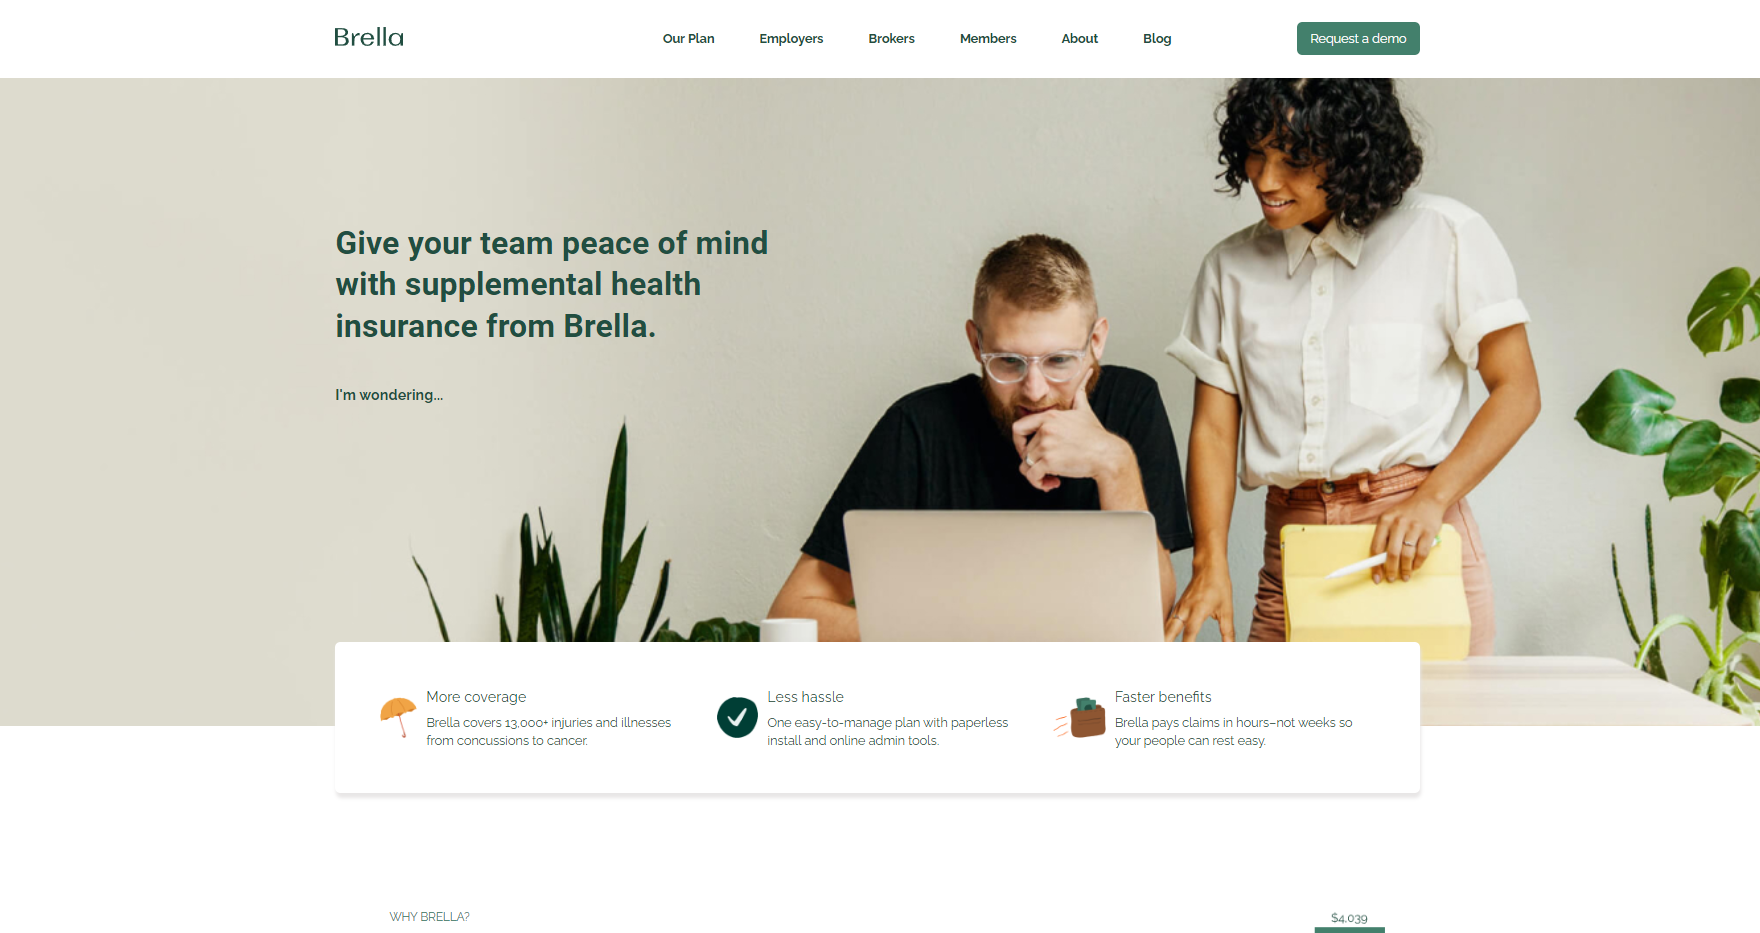 Brella
Our Plan
Employers
Brokers
Members
About
Blog
Request a demo
Give your team peace of mind
with supplemental health
insurance from Brella.
I'm wondering...
More coverage
Brella covers 13,000+ injuries and illnesses
from concussions to cancer.
Less hassle
One easy-to-manage plan with paperless
install and online admin tools.
Faster benefits
Brella pays claims in hours–not weeks so
your people can rest easy.
WHY BRELLA?
$4,039